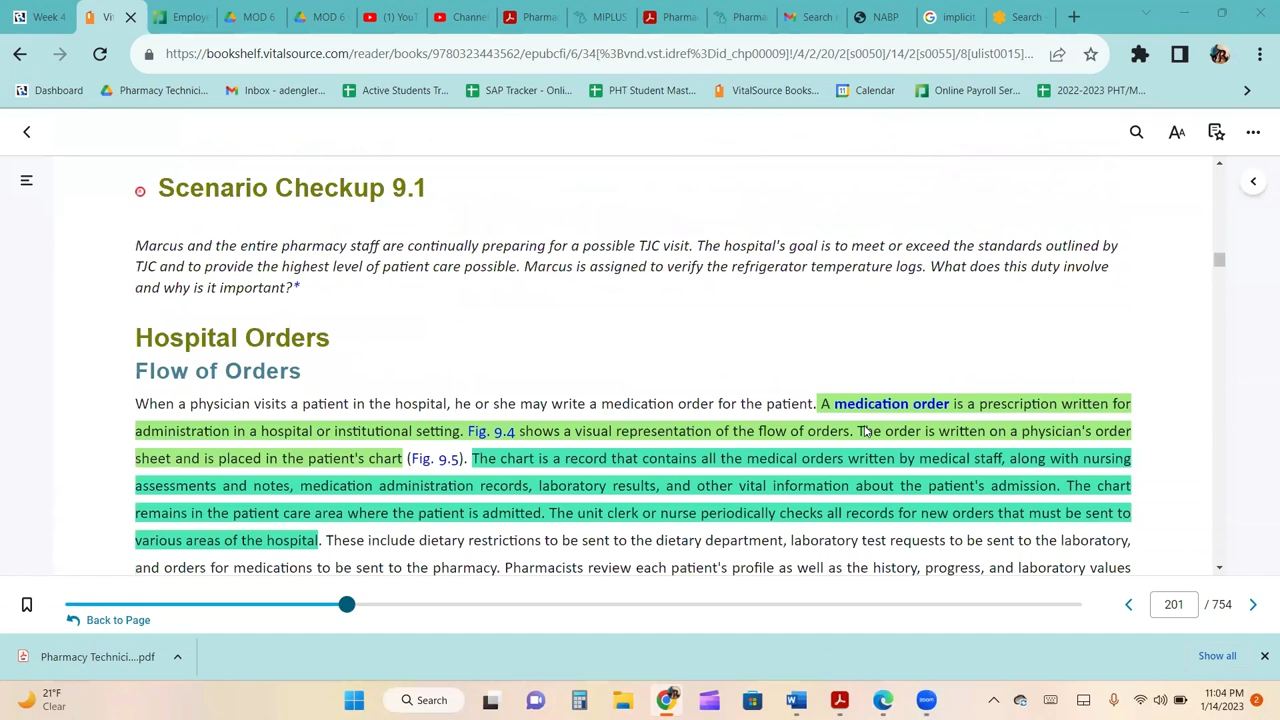 Week 4
Vi
Employ
MOD 6
MOD 6
(1) You
Channe
Pharma
MIPLUS
Pharma
Pharma
Search
NABP
implicit
Search
https://bookshelf.vitalsource.com/reader/books/9780323443562/epubcfi/6/34[%3Bvnd.vst.idref%3Did_chp00009]!/4/2/20/2[s0050]/14/2[s0055]/8[ulist0015]...
Dashboard
Pharmacy Technici...
Inbox - adengler...
Active Students Tr...
SAP Tracker - Onli...
PHT Student Mast...
VitalSource Books...
Calendar
Online Payroll Ser...
2022-2023 PHT/M...
Scenario Checkup 9.1
Marcus and the entire pharmacy staff are continually preparing for a possible TJC visit. The hospital's goal is to meet or exceed the standards outlined by
TJC and to provide the highest level of patient care possible. Marcus is assigned to verify the refrigerator temperature logs. What does this duty involve
and why is it important?*
Hospital Orders
Flow of Orders
When a physician visits a patient in the hospital, he or she may write a medication order for the patient. A medication order is a prescription written for
administration in a hospital or institutional setting. Fig. 9.4 shows a visual representation of the flow of orders. The order is written on a physician's order
sheet and is placed in the patient's chart (Fig. 9.5). The chart is a record that contains all the medical orders written by medical staff, along with nursing
assessments and notes, medication administration records, laboratory results, and other vital information about the patient's admission. The chart
remains in the patient care area where the patient is admitted. The unit clerk or nurse periodically checks all records for new orders that must be sent to
various areas of the hospital. These include dietary restrictions to be sent to the dietary department, laboratory test requests to be sent to the laboratory,
and orders for medications to be sent to the pharmacy. Pharmacists review each patient's profile as well as the history, progress, and laboratory values
201 / 754
Back to Page
Pharmacy Technici....pdf
Show all
21°F
Clear
Search
zoom
11:04 PM
1/14/2023
2